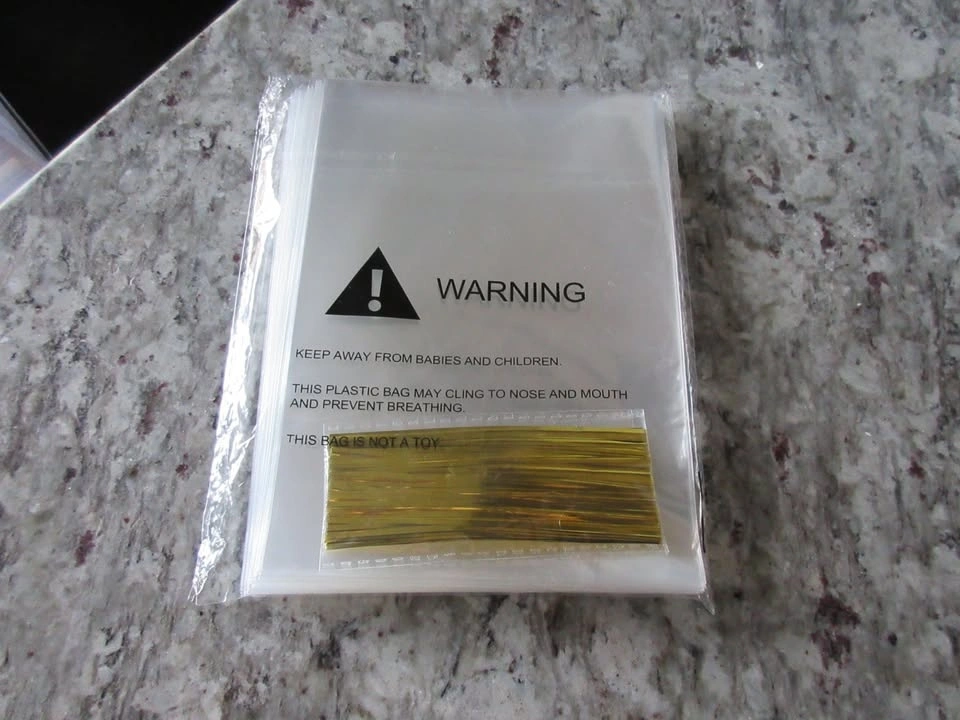 WARNING
KEEP AWAY FROM BABIES AND CHILDREN.
THIS PLASTIC BAG MAY CLING TO NOSE AND MOUTH
AND PREVENT BREATHING.
THIS BAG IS NOT A TOY.